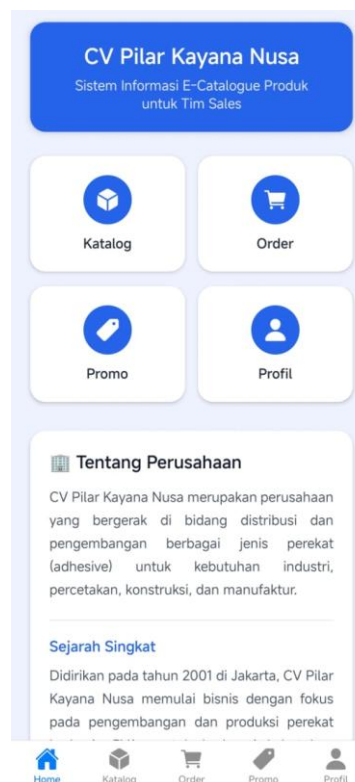 CV Pilar Kayana Nusa
Sistem Informasi E-Catalogue Produk
untuk Tim Sales
Katalog
Order
Promo
Profil
Tentang Perusahaan
CV Pilar Kayana Nusa merupakan perusahaan
yang bergerak di bidang distribusi dan
pengembangan berbagai jenis perekat
(adhesive) untuk kebutuhan industri,
percetakan, konstruksi, dan manufaktur.
Sejarah Singkat
Didirikan pada tahun 2001 di Jakarta, CV Pilar
Kayana Nusa memulai bisnis dengan fokus
pada pengembangan dan produksi perekat
Home
Katalog
Order
Promo
Profil